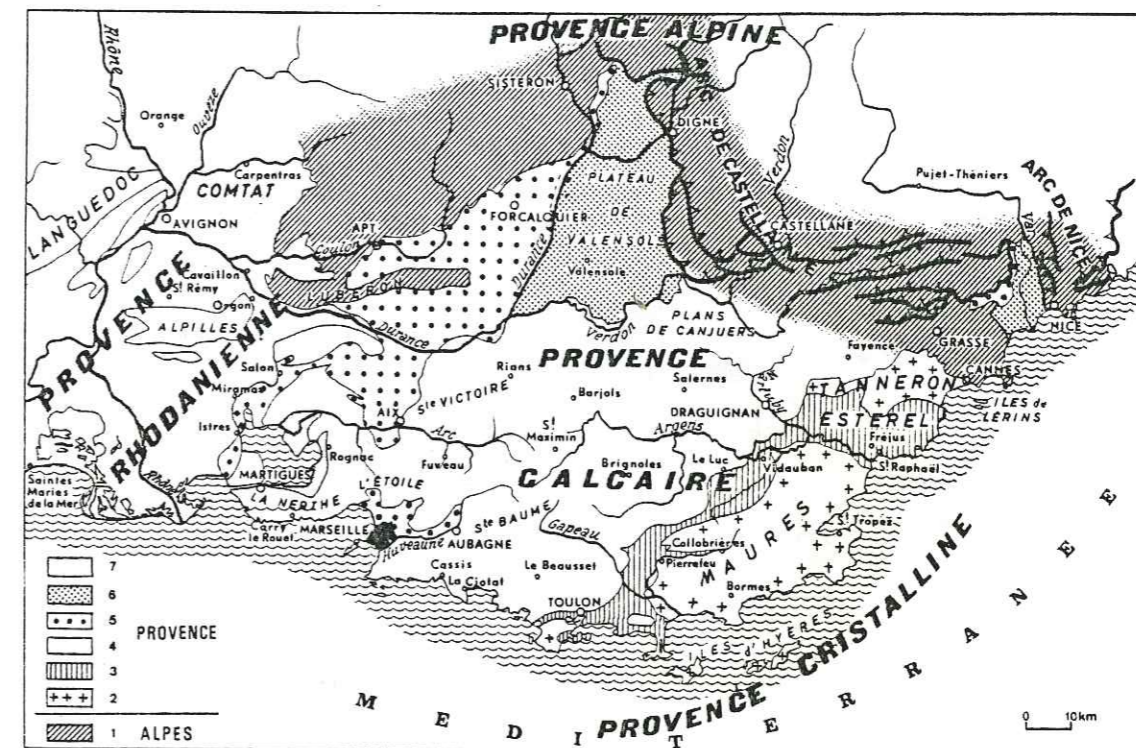 PROVENCE ALPINE
Rhône
Ouvèze
Orange
SISTERON
DIGNE
ARC DE CASTELLANE
Verdon
Pujet-Théniers
ARC DE NICE
Var
LANGUEDOC
COMTAT
Carpentras
AVIGNON
APT
Coulon
FORCALQUIER
PLATEAU
DE
VALENSOLE
Valensole
Durance
CASTELLANE
NICE
Cavaillon
St Rémy
Orgon
LUBERON
ALPILLES
Durance
Verdon
PLANS
DE CANJUERS
GRASSE
Fayence
CANNES
ILES de
LÉRINS
PROVENCE
RHODANIENNE
PROVENCE
CALCAIRE
Salon
Miramas
Istres
Rians
Ste VICTOIRE
Barjols
Salernes
DRAGUIGNAN
TANNERON
ESTEREL
Fréjus
St Raphaël
AIX
Arc
St
Maximin
Argens
Le Luc
Vidauban
Rognac
Fuveau
Brignoles
MARTIGUES
LA NERTHE
L'ÉTOILE
Ste BAUME
Gapeau
Collobrières
Pierrefeu
MAURES
St Tropez
Saintes
Maries
de la Mer
Carry
le Rouet
MARSEILLE
Huveaune
AUBAGNE
Cassis
La Ciotat
Le Beausset
Bormes
TOULON
ILES d'HYÈRES
PROVENCE CRISTALLINE
MEDITERRANEE
7
6
5
4
3
2
PROVENCE
1 ALPES
0 10km